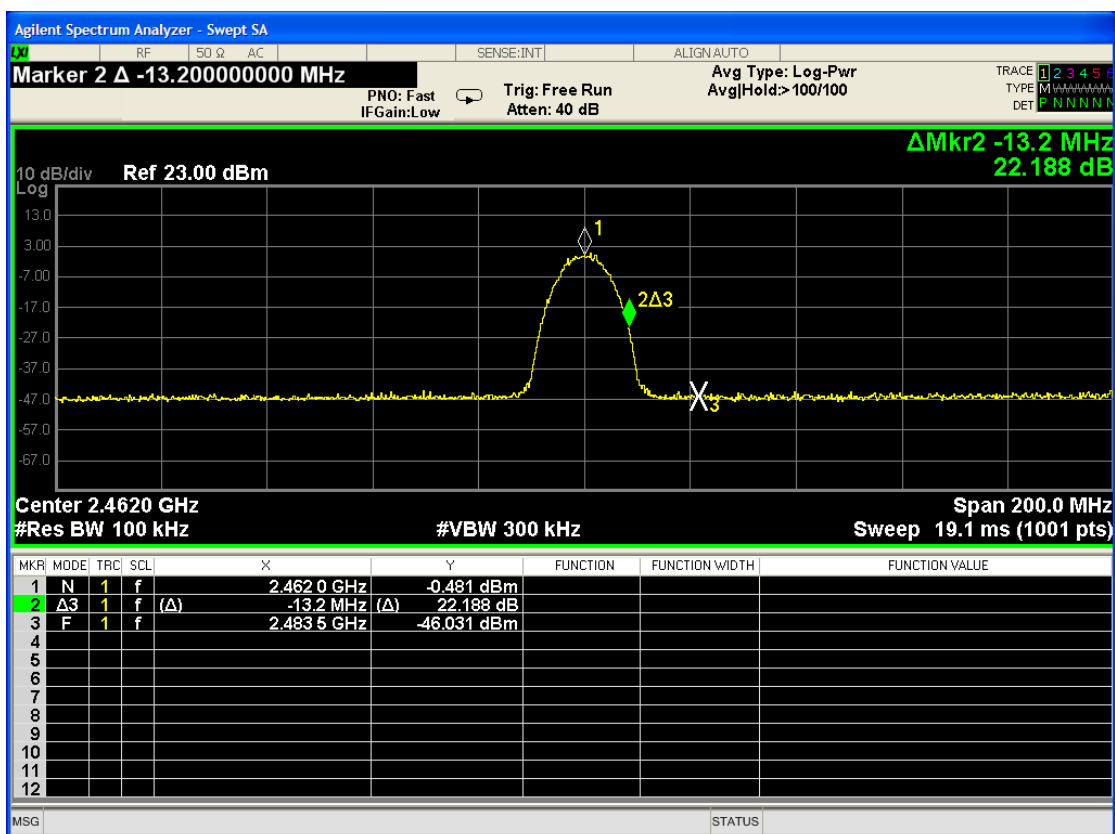 Agilent Spectrum Analyzer - Swept SA
LXI RF 50 Ω AC SENSE:INT ALIGN AUTO
Marker 2 Δ -13.200000000 MHz
PNO: Fast
IFGain:Low
Trig: Free Run
Atten: 40 dB
Avg Type: Log-Pwr
Avg|Hold:>100/100
TRACE 1 2 3 4 5 6
TYPE M
DET P N N N N N
ΔMkr2 -13.2 MHz
22.188 dB
10 dB/div Ref 23.00 dBm
Log
13.0
3.00
-7.00
-17.0
-27.0
-37.0
-47.0
-57.0
-67.0
1
2Δ3
3
Center 2.4620 GHz Span 200.0 MHz
#Res BW 100 kHz #VBW 300 kHz Sweep 19.1 ms (1001 pts)
MKR MODE TRC SCL X Y FUNCTION FUNCTION WIDTH FUNCTION VALUE
1 N 1 f 2.462 0 GHz -0.481 dBm
2 Δ3 1 f (Δ) -13.2 MHz (Δ) 22.188 dB
3 F 1 f 2.483 5 GHz -46.031 dBm
4
5
6
7
8
9
10
11
12
MSG STATUS